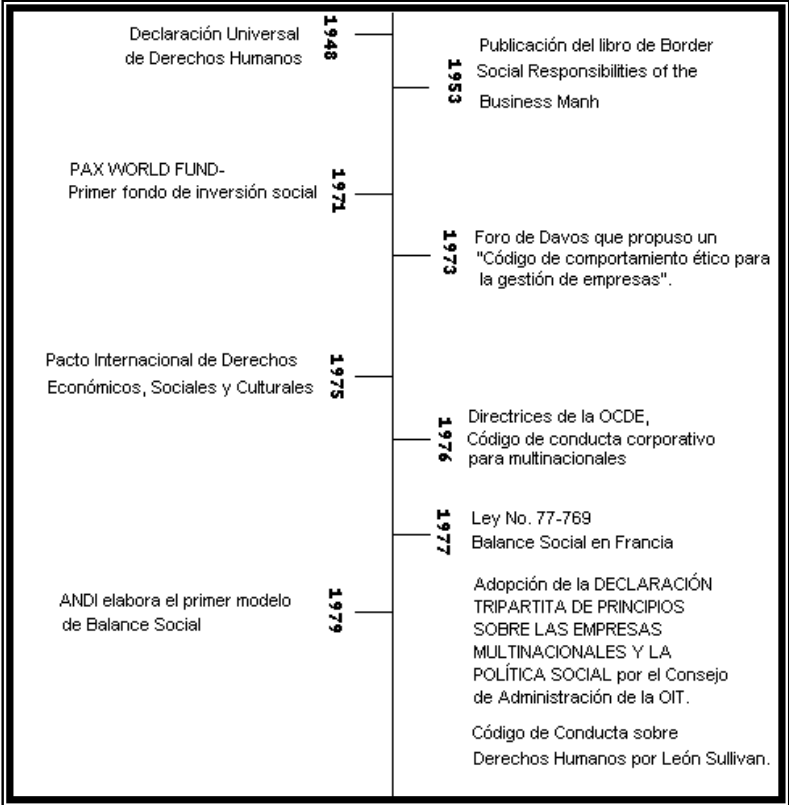 Declaración Universal
de Derechos Humanos
1948
1953
Publicación del libro de Border
Social Responsibilities of the
Business Manh
PAX WORLD FUND-
Primer fondo de inversión social
1971
1973
Foro de Davos que propuso un
"Código de comportamiento ético para
la gestión de empresas".
Pacto Internacional de Derechos
Económicos, Sociales y Culturales
1975
1976
Directrices de la OCDE,
Código de conducta corporativo
para multinacionales
1977
Ley No. 77-769
Balance Social en Francia
ANDI elabora el primer modelo
de Balance Social
1979
Adopción de la DECLARACIÓN
TRIPARTITA DE PRINCIPIOS
SOBRE LAS EMPRESAS
MULTINACIONALES Y LA
POLÍTICA SOCIAL por el Consejo
de Administración de la OIT.
Código de Conducta sobre
Derechos Humanos por León Sullivan.